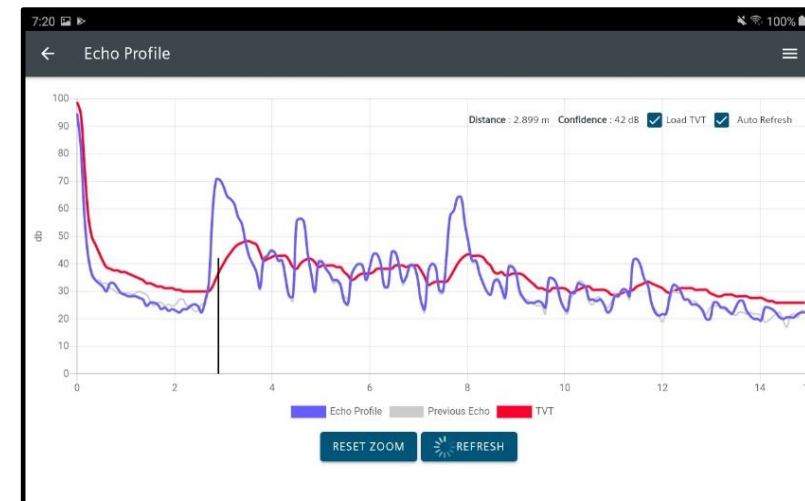 7:20 100%
Echo Profile
Distance : 2.899 m Confidence : 42 dB Load TVT Auto Refresh
100
90
80
70
60
50
40
30
20
10
0
db
0 2 4 6 8 10 12 14
Echo Profile Previous Echo TVT
RESET ZOOM REFRESH